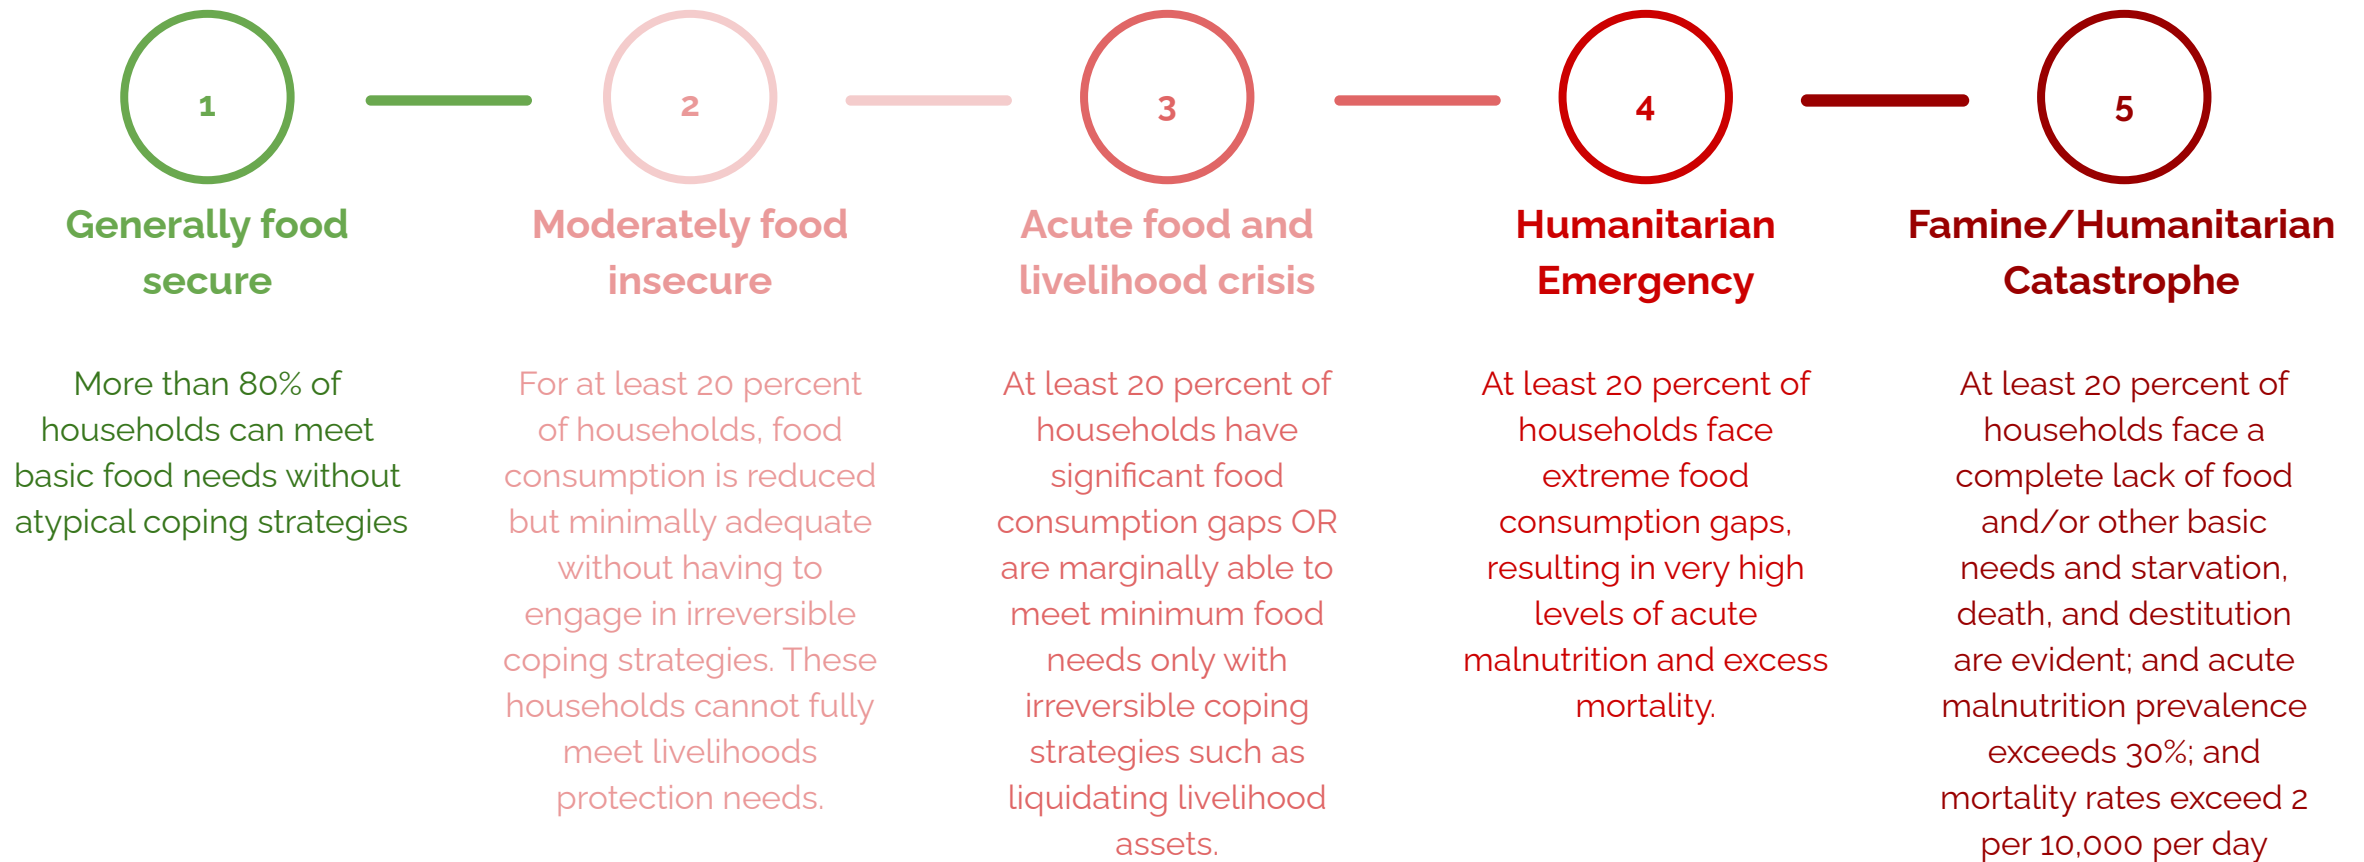 1
Generally food
secure
More than 80% of
households can meet
basic food needs without
atypical coping strategies
2
Moderately food
insecure
For at least 20 percent
of households, food
consumption is reduced
but minimally adequate
without having to
engage in irreversible
coping strategies. These
households cannot fully
meet livelihoods
protection needs.
3
Acute food and
livelihood crisis
At least 20 percent of
households have
significant food
consumption gaps OR
are marginally able to
meet minimum food
needs only with
irreversible coping
strategies such as
liquidating livelihood
assets.
4
Humanitarian
Emergency
At least 20 percent of
households face
extreme food
consumption gaps,
resulting in very high
levels of acute
malnutrition and excess
mortality.
5
Famine/Humanitarian
Catastrophe
At least 20 percent of
households face a
complete lack of food
and/or other basic
needs and starvation,
death, and destitution
are evident; and acute
malnutrition prevalence
exceeds 30%; and
mortality rates exceed 2
per 10,000 per day